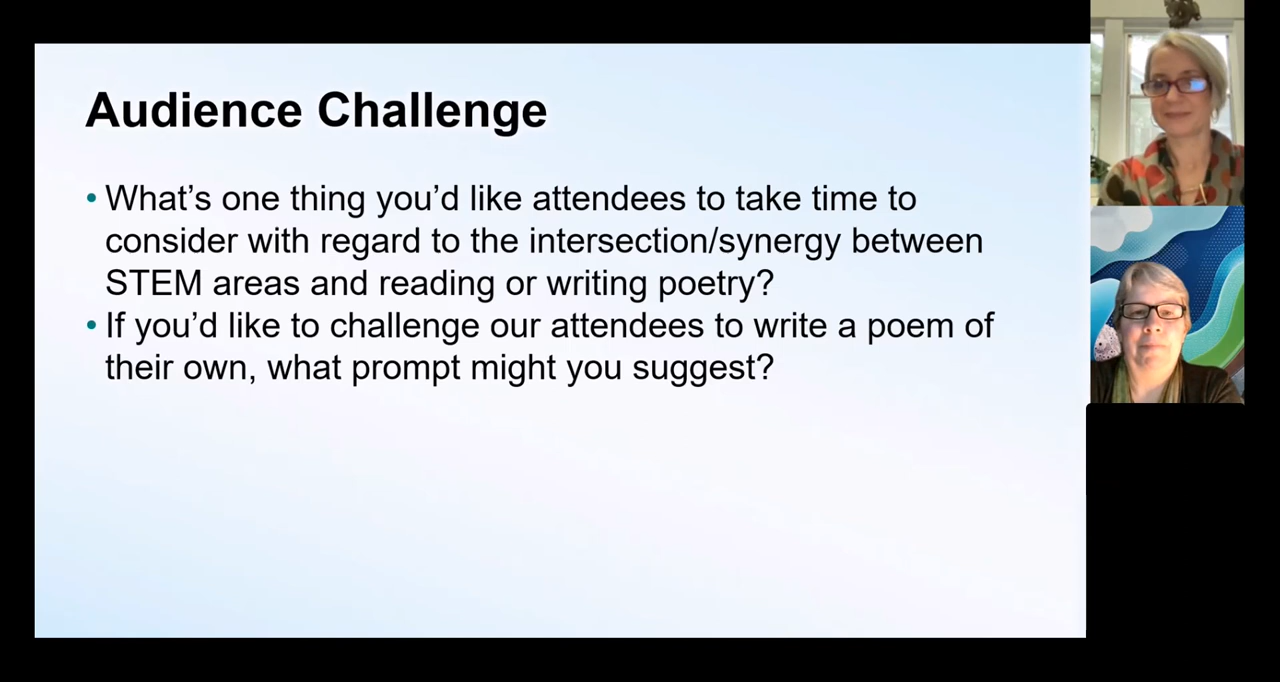 Audience Challenge
• What’s one thing you’d like attendees to take time to
consider with regard to the intersection/synergy between
STEM areas and reading or writing poetry?
• If you’d like to challenge our attendees to write a poem of
their own, what prompt might you suggest?